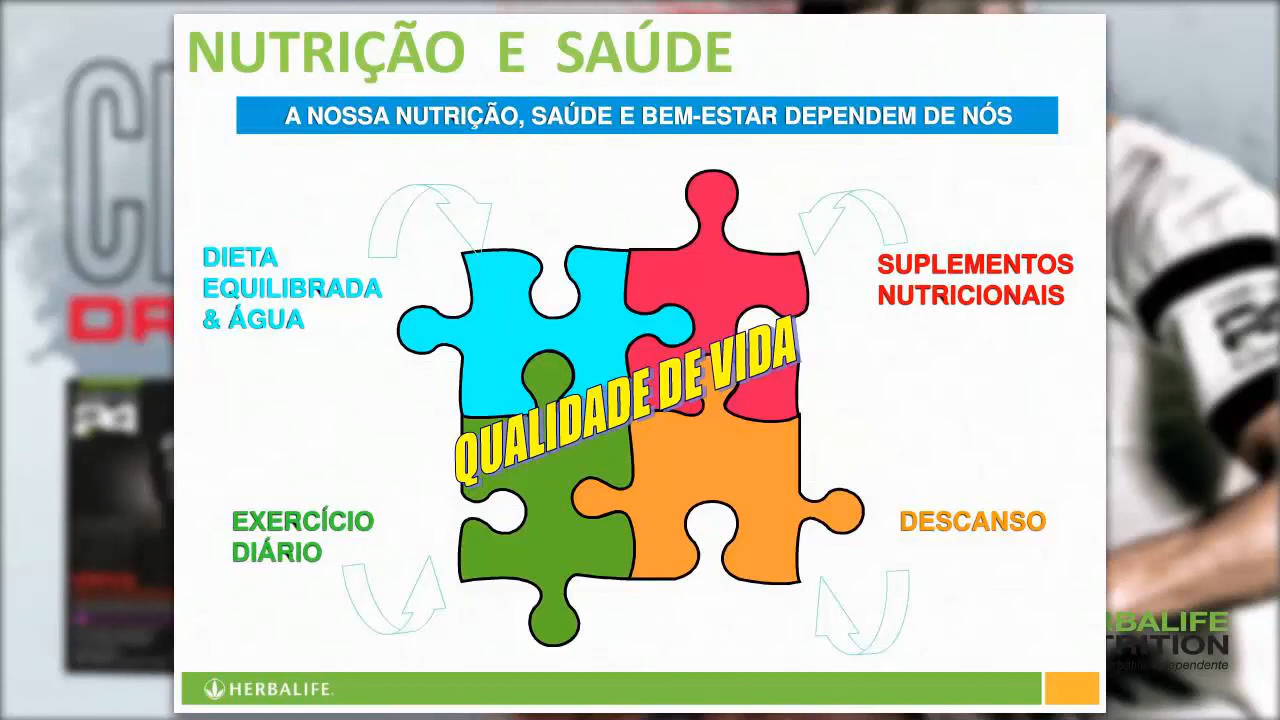 NUTRIÇÃO E SAÚDE
A NOSSA NUTRIÇÃO, SAÚDE E BEM-ESTAR DEPENDEM DE NÓS
DIETA
EQUILIBRADA
& ÁGUA
SUPLEMENTOS
NUTRICIONAIS
QUALIDADE DE VIDA
EXERCÍCIO
DIÁRIO
DESCANSO
HERBALIFE